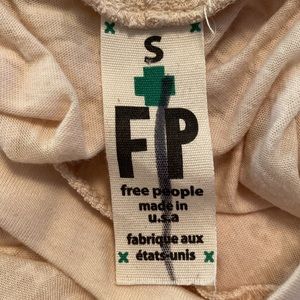 S
FP
free people
made in
u.s.a
fabrique aux
états-unis